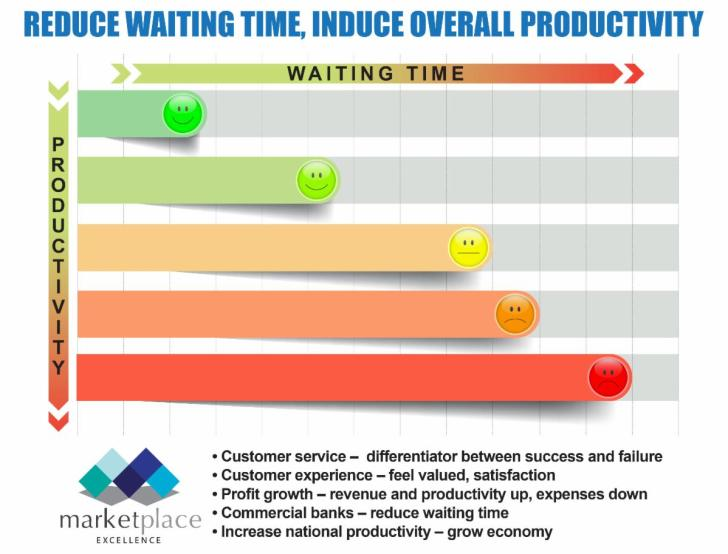 REDUCE WAITING TIME, INDUCE OVERALL PRODUCTIVITY
WAITING TIME
PRODUCTIVITY
• Customer service – differentiator between success and failure
• Customer experience – feel valued, satisfaction
• Profit growth – revenue and productivity up, expenses down
• Commercial banks – reduce waiting time
• Increase national productivity – grow economy
marketplace
EXCELLENCE